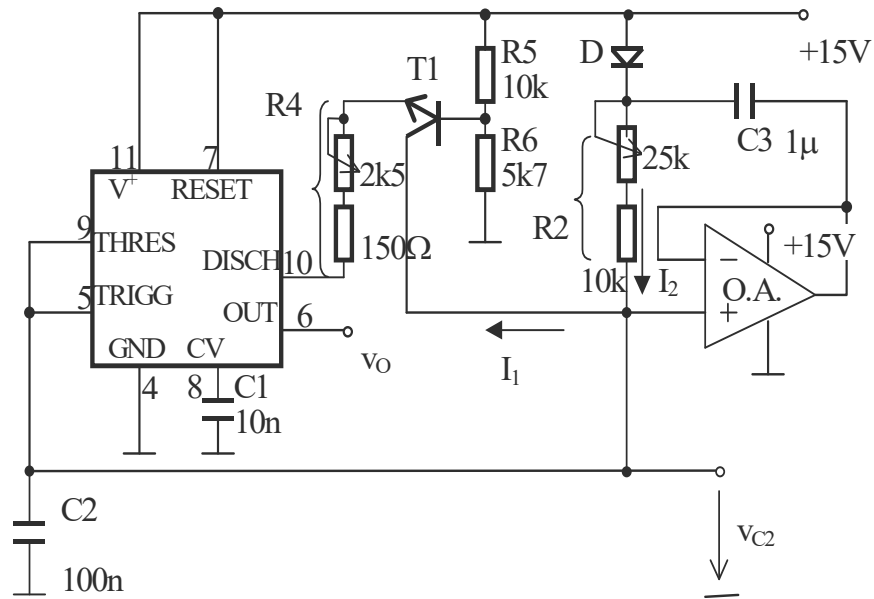 +15V
R5
10k
D
T1
R4
R6
5k7
2k5
150Ω
C3 1μ
25k
R2
10k
I2
+15V
−
O.A.
+
11
7
V+
RESET
9
THRES
DISCH
10
5
TRIGG
OUT
6
GND
CV
4
8
C1
10n
vO
I1
C2
100n
vC2